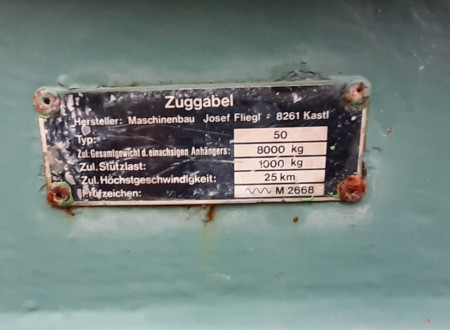 Zuggabel
Hersteller: Maschinenbau Josef Fliegl - 8261 Kastl
Typ: 50
Zul. Gesamtgewicht d. einachsigen Anhängers: 8000 kg
Zul. Stützlast: 1000 kg
Zul. Höchstgeschwindigkeit: 25 km
Prüfzeichen: M 2668